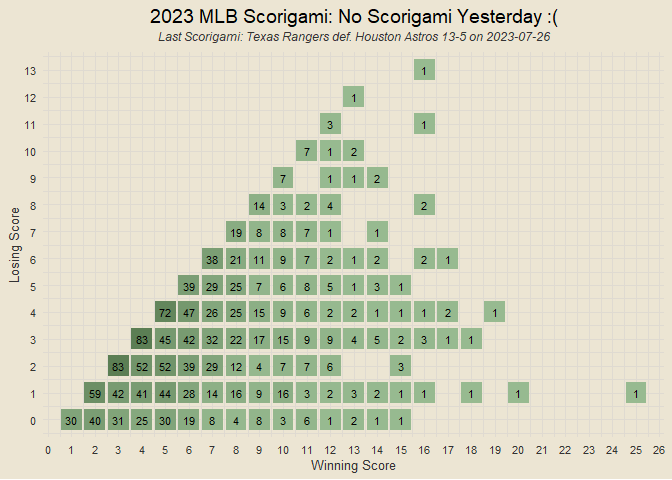 2023 MLB Scorigami: No Scorigami Yesterday :(
Last Scorigami: Texas Rangers def. Houston Astros 13-5 on 2023-07-26
Losing Score
13 1
12 1
11 3 1
10 7 1 2
9 7 1 1 2
8 14 3 2 4 2
7 19 8 8 7 1 1
6 38 21 11 9 7 2 1 2 2 1
5 39 29 25 7 6 8 5 1 3 1
4 72 47 26 25 15 9 6 2 2 1 1 1 2 1
3 83 45 42 32 22 17 15 9 9 4 5 2 3 1 1
2 83 52 52 39 29 12 4 7 7 6 3
1 59 42 41 44 28 14 16 9 16 3 2 3 2 1 1 1 1 1
0 30 40 31 25 30 19 8 4 8 3 6 1 2 1 1
0 1 2 3 4 5 6 7 8 9 10 11 12 13 14 15 16 17 18 19 20 21 22 23 24 25 26
Winning Score